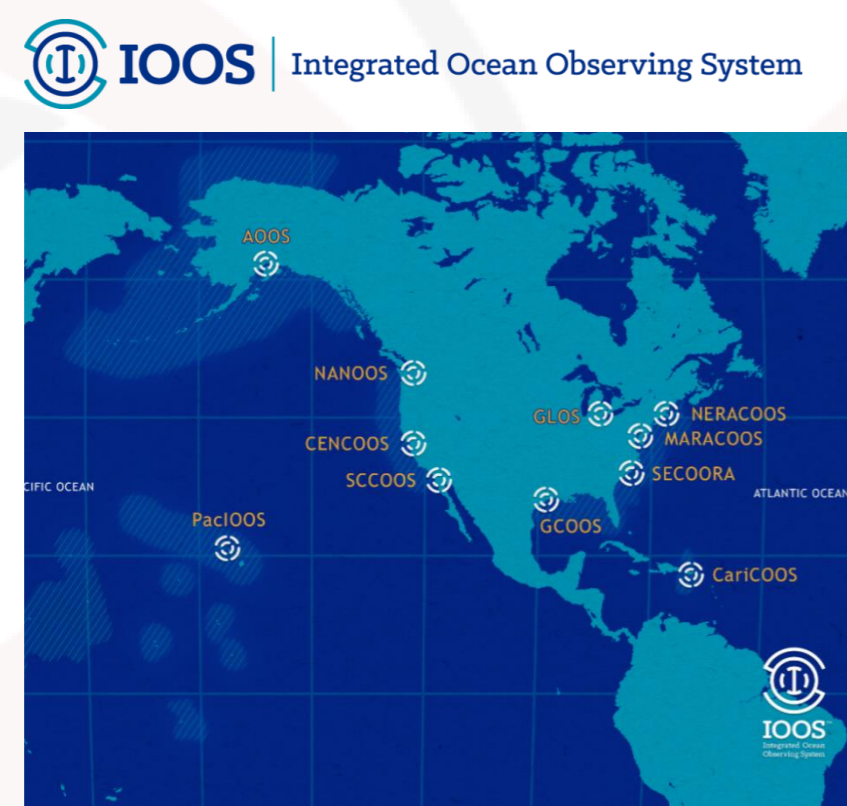 IOOS
Integrated Ocean Observing System
AOOS
NANOOS
GLOS
NERACOOS
MARACOOS
CENCOOS
SECOORA
SCCOOS
CIFIC OCEAN
ATLANTIC OCEAN
GCOOS
PacIOOS
CariCOOS
IOOS™
Integrated Ocean
Observing System